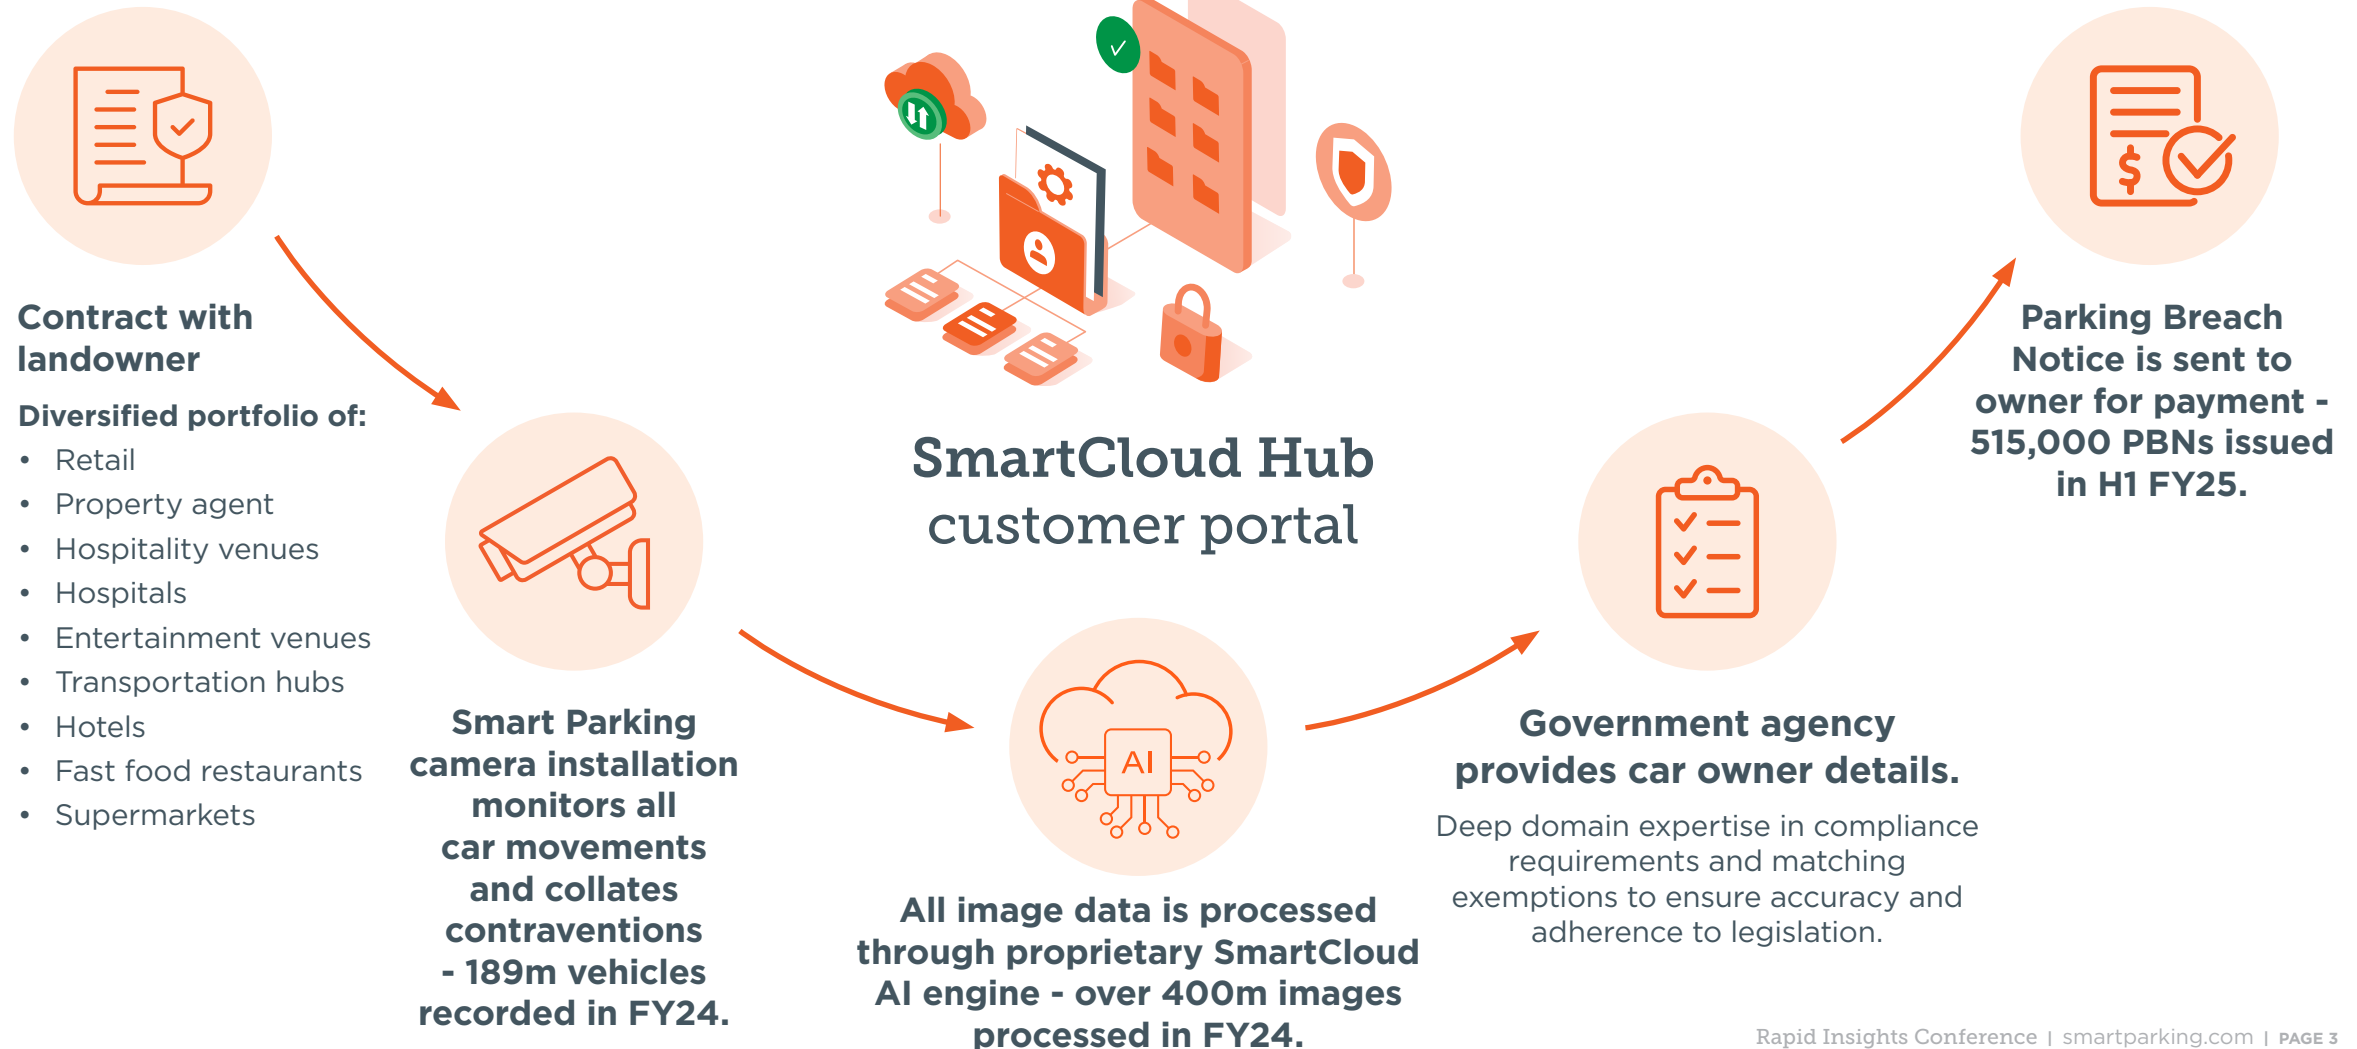 Contract with
landowner
Diversified portfolio of:
• Retail
• Property agent
• Hospitality venues
• Hospitals
• Entertainment venues
• Transportation hubs
• Hotels
• Fast food restaurants
• Supermarkets
Smart Parking
camera installation
monitors all
car movements
and collates
contraventions
- 189m vehicles
recorded in FY24.
SmartCloud Hub
customer portal
AI
All image data is processed
through proprietary SmartCloud
AI engine - over 400m images
processed in FY24.
Government agency
provides car owner details.
Deep domain expertise in compliance
requirements and matching
exemptions to ensure accuracy and
adherence to legislation.
$
Parking Breach
Notice is sent to
owner for payment -
515,000 PBNs issued
in H1 FY25.
Rapid Insights Conference | smartparking.com | PAGE 3